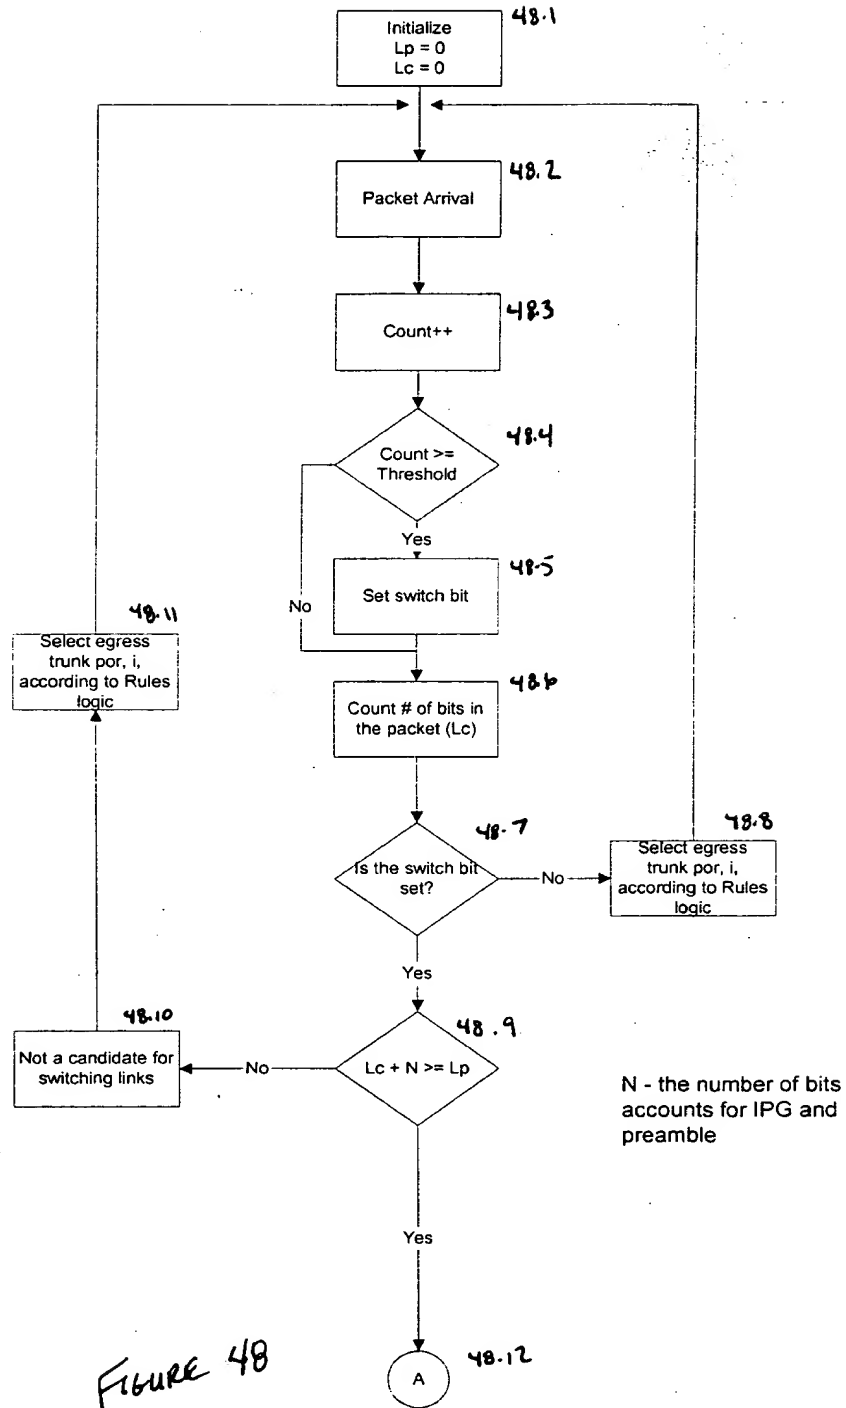 48.1
Initialize
Lp = 0
Lc = 0
48.2
Packet Arrival
48.3
Count++
48.4
Count >=
Threshold
Yes
48.5
Set switch bit
No
48.11
Select egress
trunk por, i,
according to Rules
logic
48.6
Count # of bits in
the packet (Lc)
48.7
Is the switch bit
set?
No
48.8
Select egress
trunk por, i,
according to Rules
logic
Yes
48.10
Not a candidate for
switching links
No
48.9
Lc + N >= Lp
N - the number of bits
accounts for IPG and
preamble
Yes
48.12
A
FIGURE 48